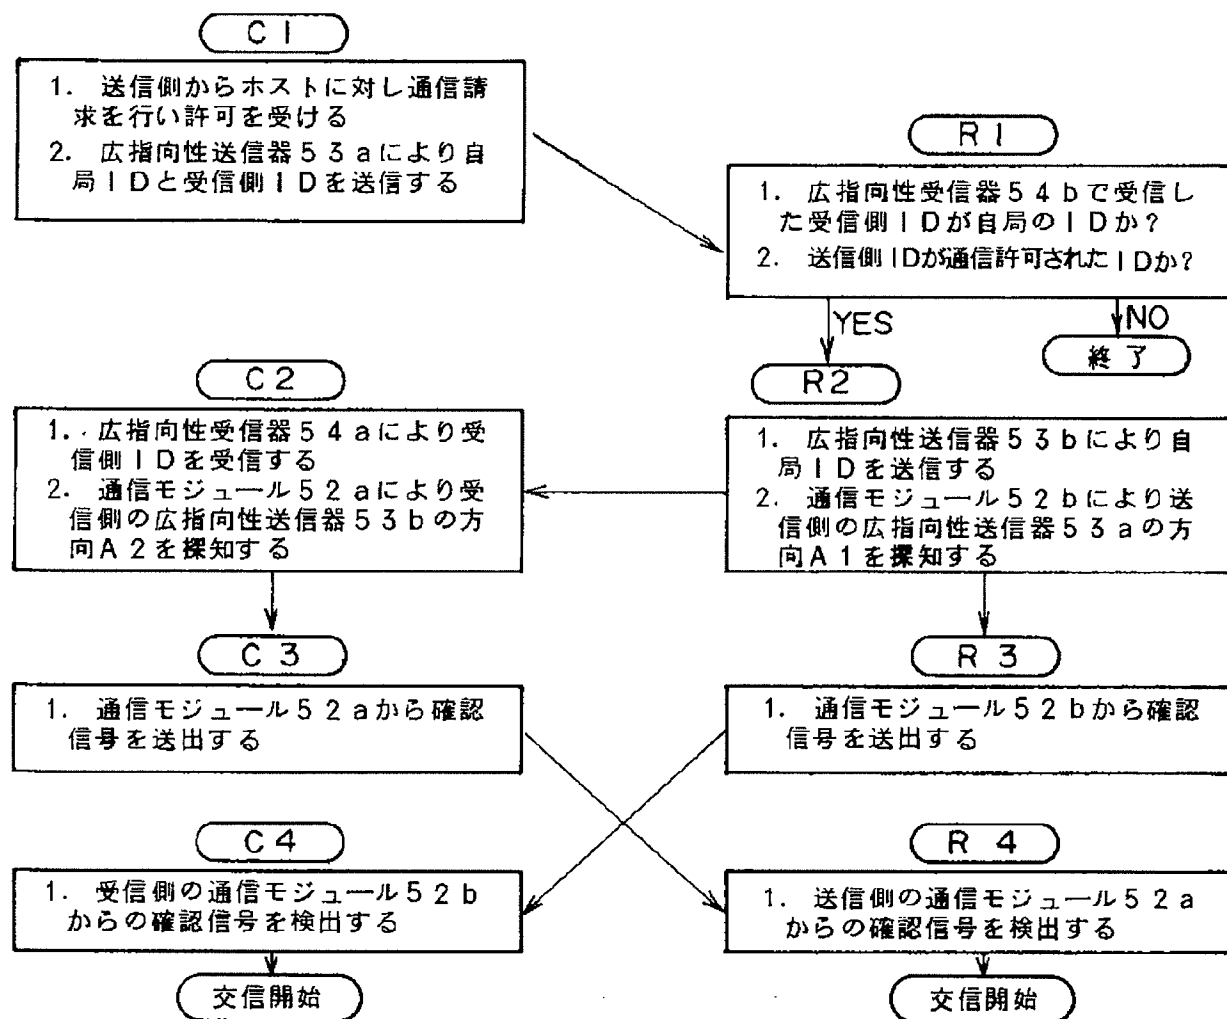 C1
1. 送信側からホストに対し通信請
求を行い許可を受ける
2. 広指向性送信器53aにより自
局IDと受信側IDを送信する
R1
1. 広指向性受信器54bで受信し
た受信側IDが自局のIDか?
2. 送信側IDが通信許可されたIDか?
YES
NO
終了
C2
1. 広指向性受信器54aにより受
信側IDを受信する
2. 通信モジュール52aにより受
信側の広指向性送信器53bの方
向A2を探知する
R2
1. 広指向性送信器53bにより自
局IDを送信する
2. 通信モジュール52bにより送
信側の広指向性送信器53aの方
向A1を探知する
C3
1. 通信モジュール52aから確認
信号を送出する
R3
1. 通信モジュール52bから確認
信号を送出する
C4
1. 受信側の通信モジュール52b
からの確認信号を検出する
交信開始
R4
1. 送信側の通信モジュール52a
からの確認信号を検出する
交信開始